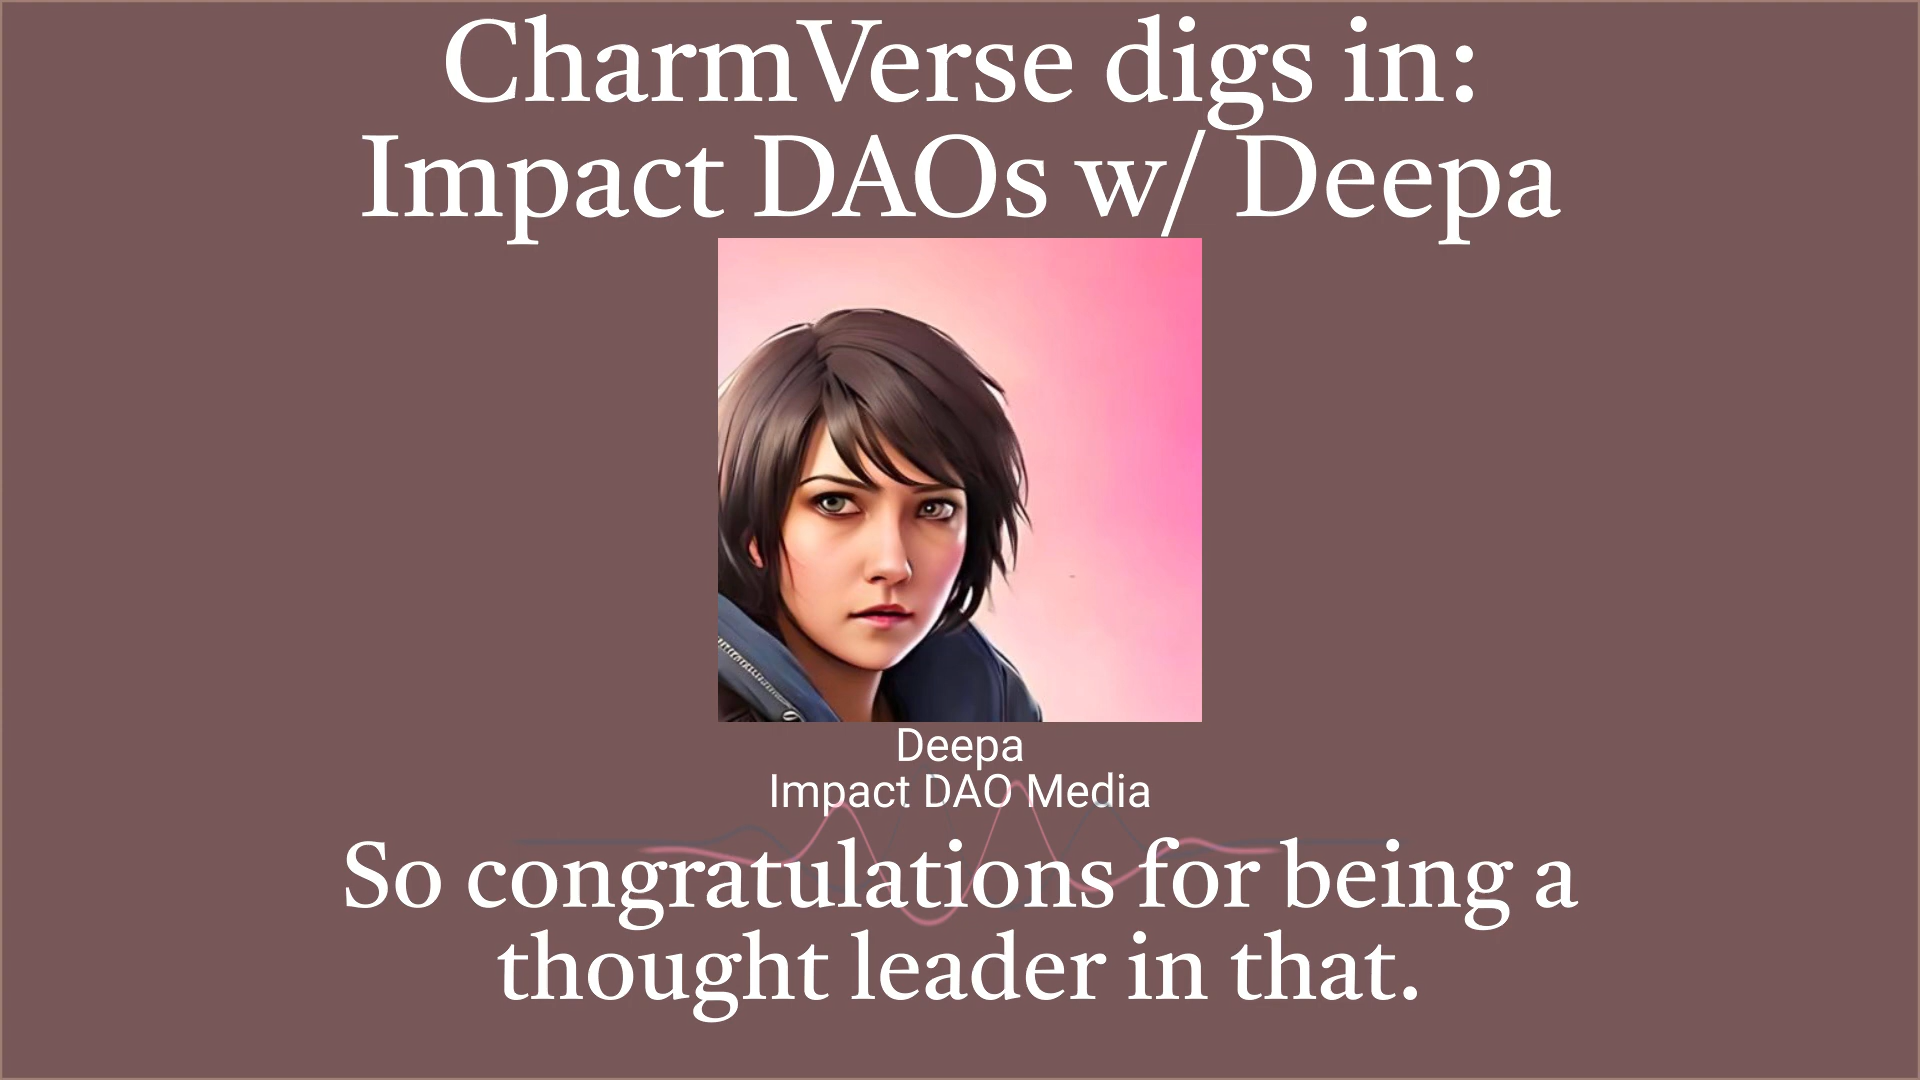 CharmVerse digs in:
Impact DAOs w/ Deepa
Deepa
Impact DAO Media
So congratulations for being a
thought leader in that.